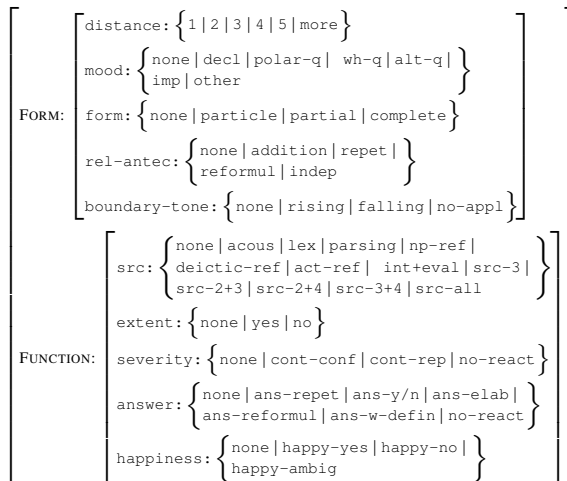 distance: {1|2|3|4|5|more}
mood: {none|decl|polar-q| wh-q|alt-q|
imp|other}
FORM: form: {none|particle|partial|complete}
rel-antec: {none|addition|repet|
reformul|indep}
boundary-tone: {none|rising|falling|no-appl}
src: {none|acous|lex|parsing|np-ref|
deictic-ref|act-ref| int+eval|src-3|
src-2+3|src-2+4|src-3+4|src-all}
extent: {none|yes|no}
FUNCTION: severity: {none|cont-conf|cont-rep|no-react}
answer: {none|ans-repet|ans-y/n|ans-elab|
ans-reformul|ans-w-defin|no-react}
happiness: {none|happy-yes|happy-no|
happy-ambig}